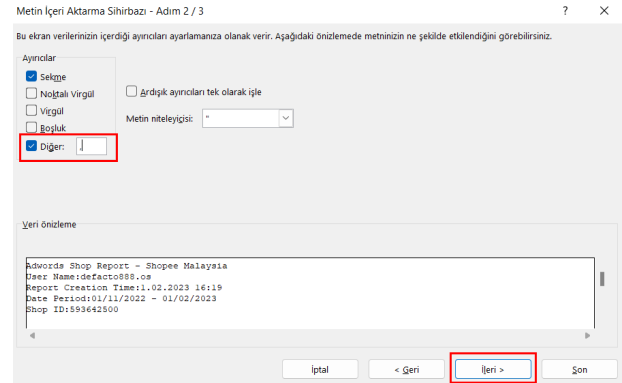 Metin İçeri Aktarma Sihirbazı - Adım 2 / 3
Bu ekran verilerinizin içerdiği ayırıcıları ayarlamanıza olanak verir. Aşağıdaki önizlemede metninizin ne şekilde etkilendiğini görebilirsiniz.
Ayırıcılar
Sekme
Noktalı Virgül
Virgül
Boşluk
Diğer:
Ardışık ayırıcıları tek olarak işle
Metin niteleyicisi: "
Veri önizleme
Adwords Shop Report - Shopee Malaysia
User Name:defacto888.os
Report Creation Time:1.02.2023 16:19
Date Period:01/11/2022 - 01/02/2023
Shop ID:593642500
İptal
< Geri
İleri >
Son